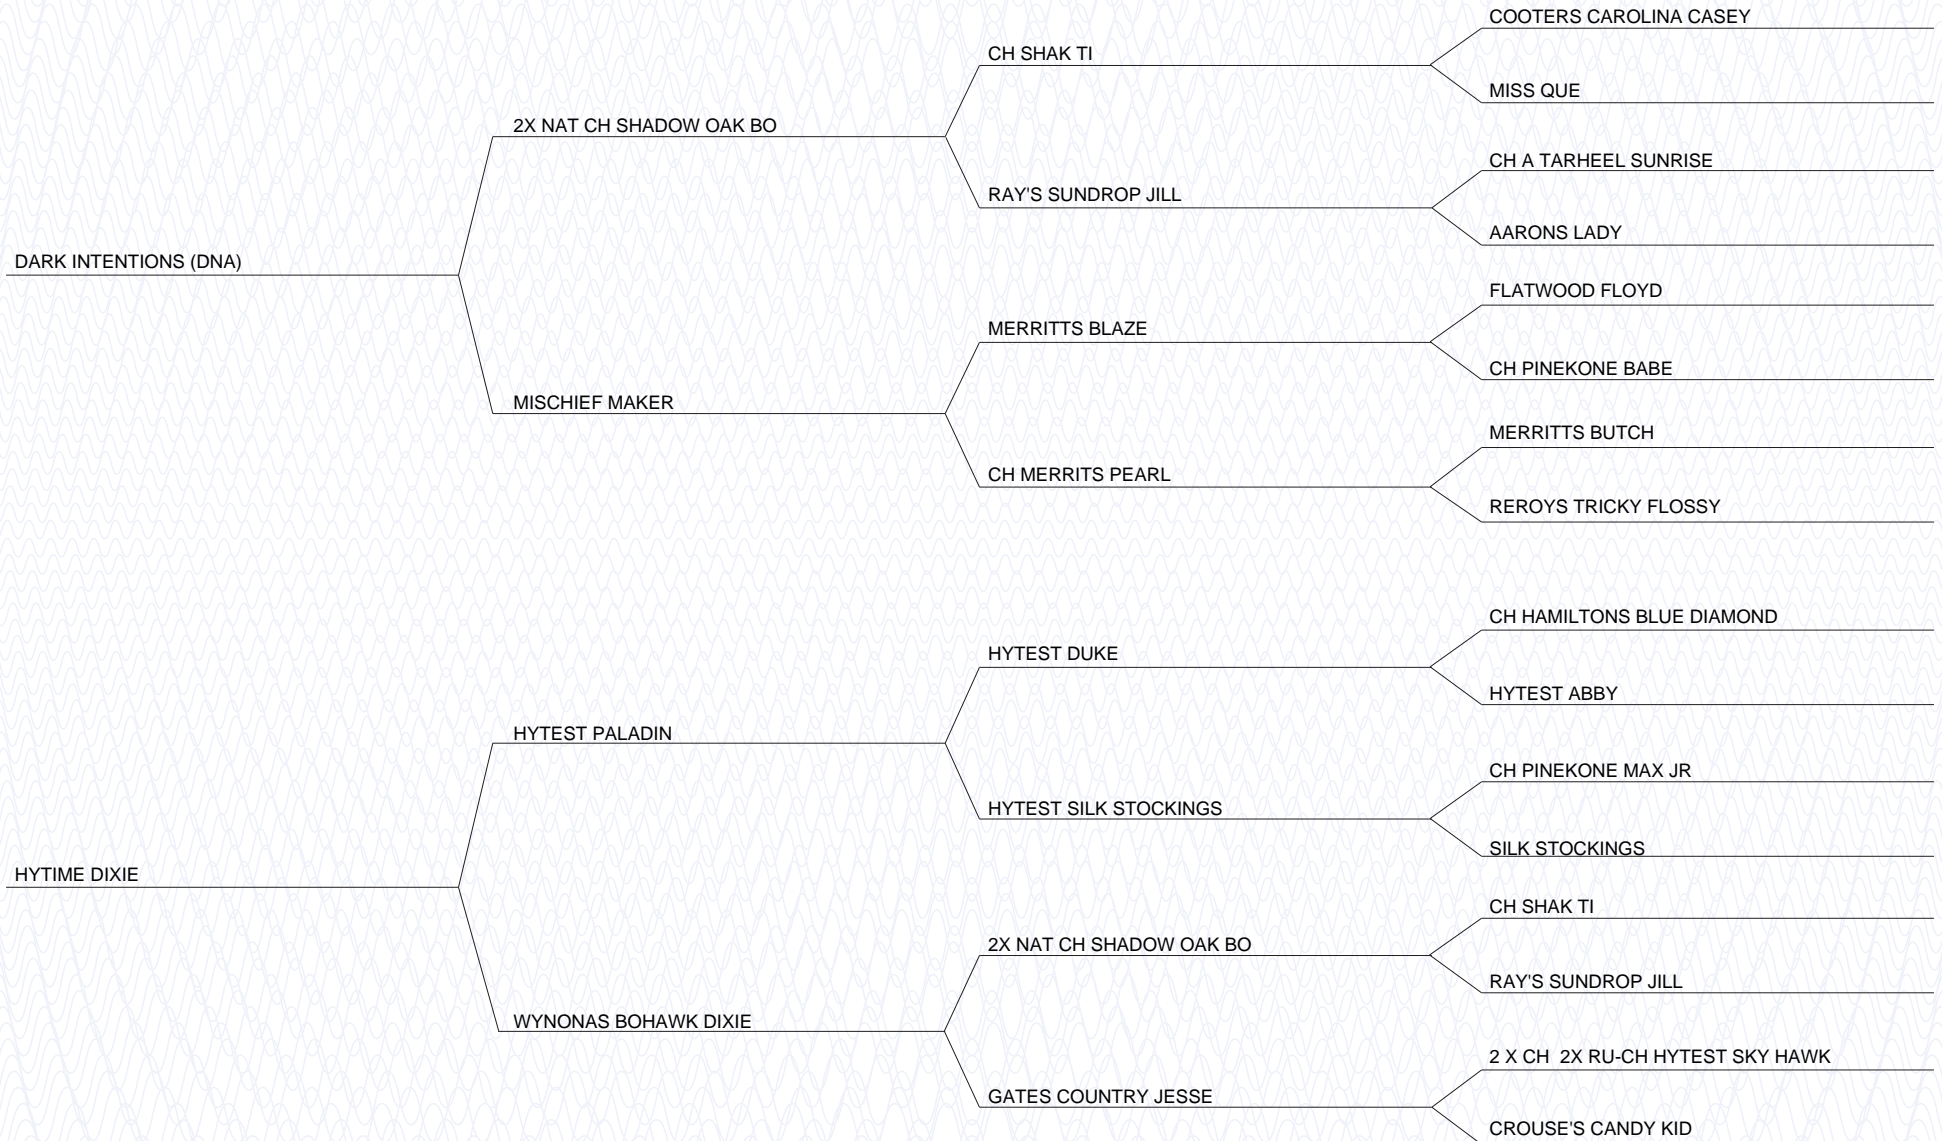 COOTERS CAROLINA CASEY
CH SHAK TI
MISS QUE
2X NAT CH SHADOW OAK BO
CH A TARHEEL SUNRISE
RAY'S SUNDROP JILL
AARONS LADY
DARK INTENTIONS (DNA)
FLATWOOD FLOYD
MERRITTS BLAZE
CH PINEKONE BABE
MISCHIEF MAKER
MERRITTS BUTCH
CH MERRITS PEARL
REROYS TRICKY FLOSSY
CH HAMILTONS BLUE DIAMOND
HYTEST DUKE
HYTEST ABBY
HYTEST PALADIN
CH PINEKONE MAX JR
HYTEST SILK STOCKINGS
SILK STOCKINGS
HYTIME DIXIE
CH SHAK TI
2X NAT CH SHADOW OAK BO
RAY'S SUNDROP JILL
WYNONAS BOHAWK DIXIE
2 X CH  2X RU-CH HYTEST SKY HAWK
GATES COUNTRY JESSE
CROUSE'S CANDY KID